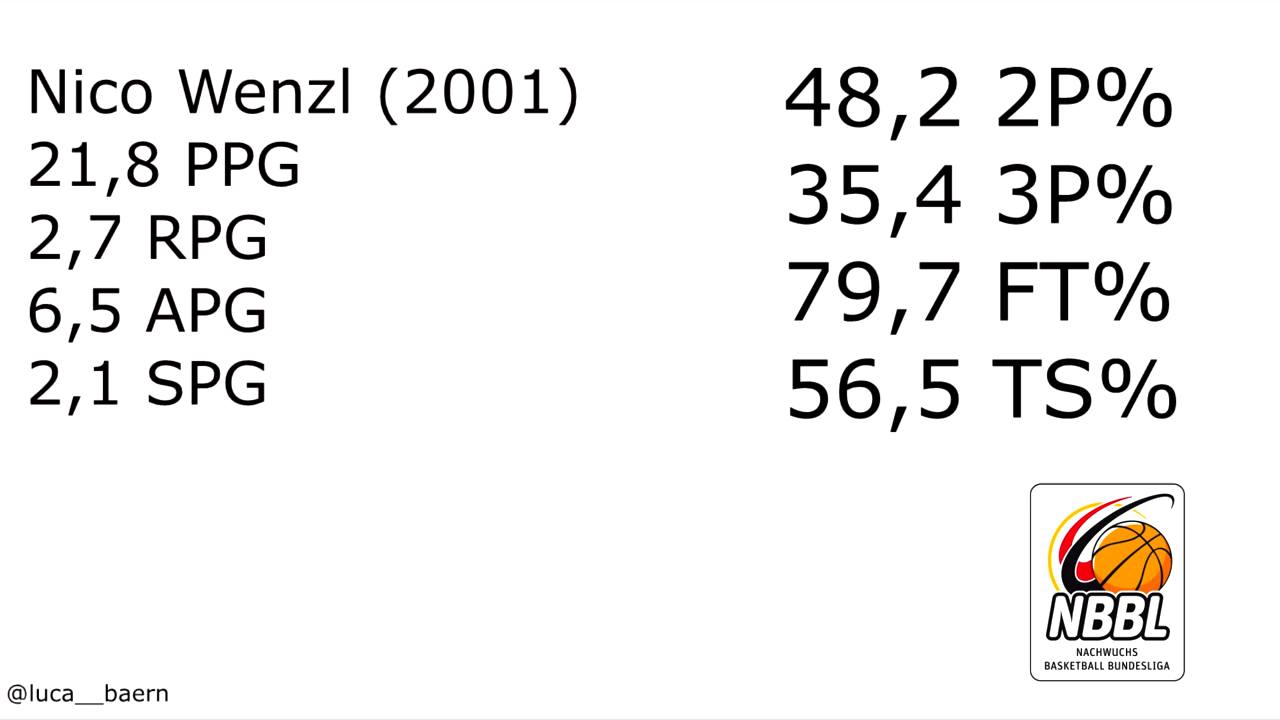 Nico Wenzl (2001)
21,8 PPG
2,7 RPG
6,5 APG
2,1 SPG
48,2 2P%
35,4 3P%
79,7 FT%
56,5 TS%
NBBL
NACHWUCHS
BASKETBALL BUNDESLIGA
@luca__baern